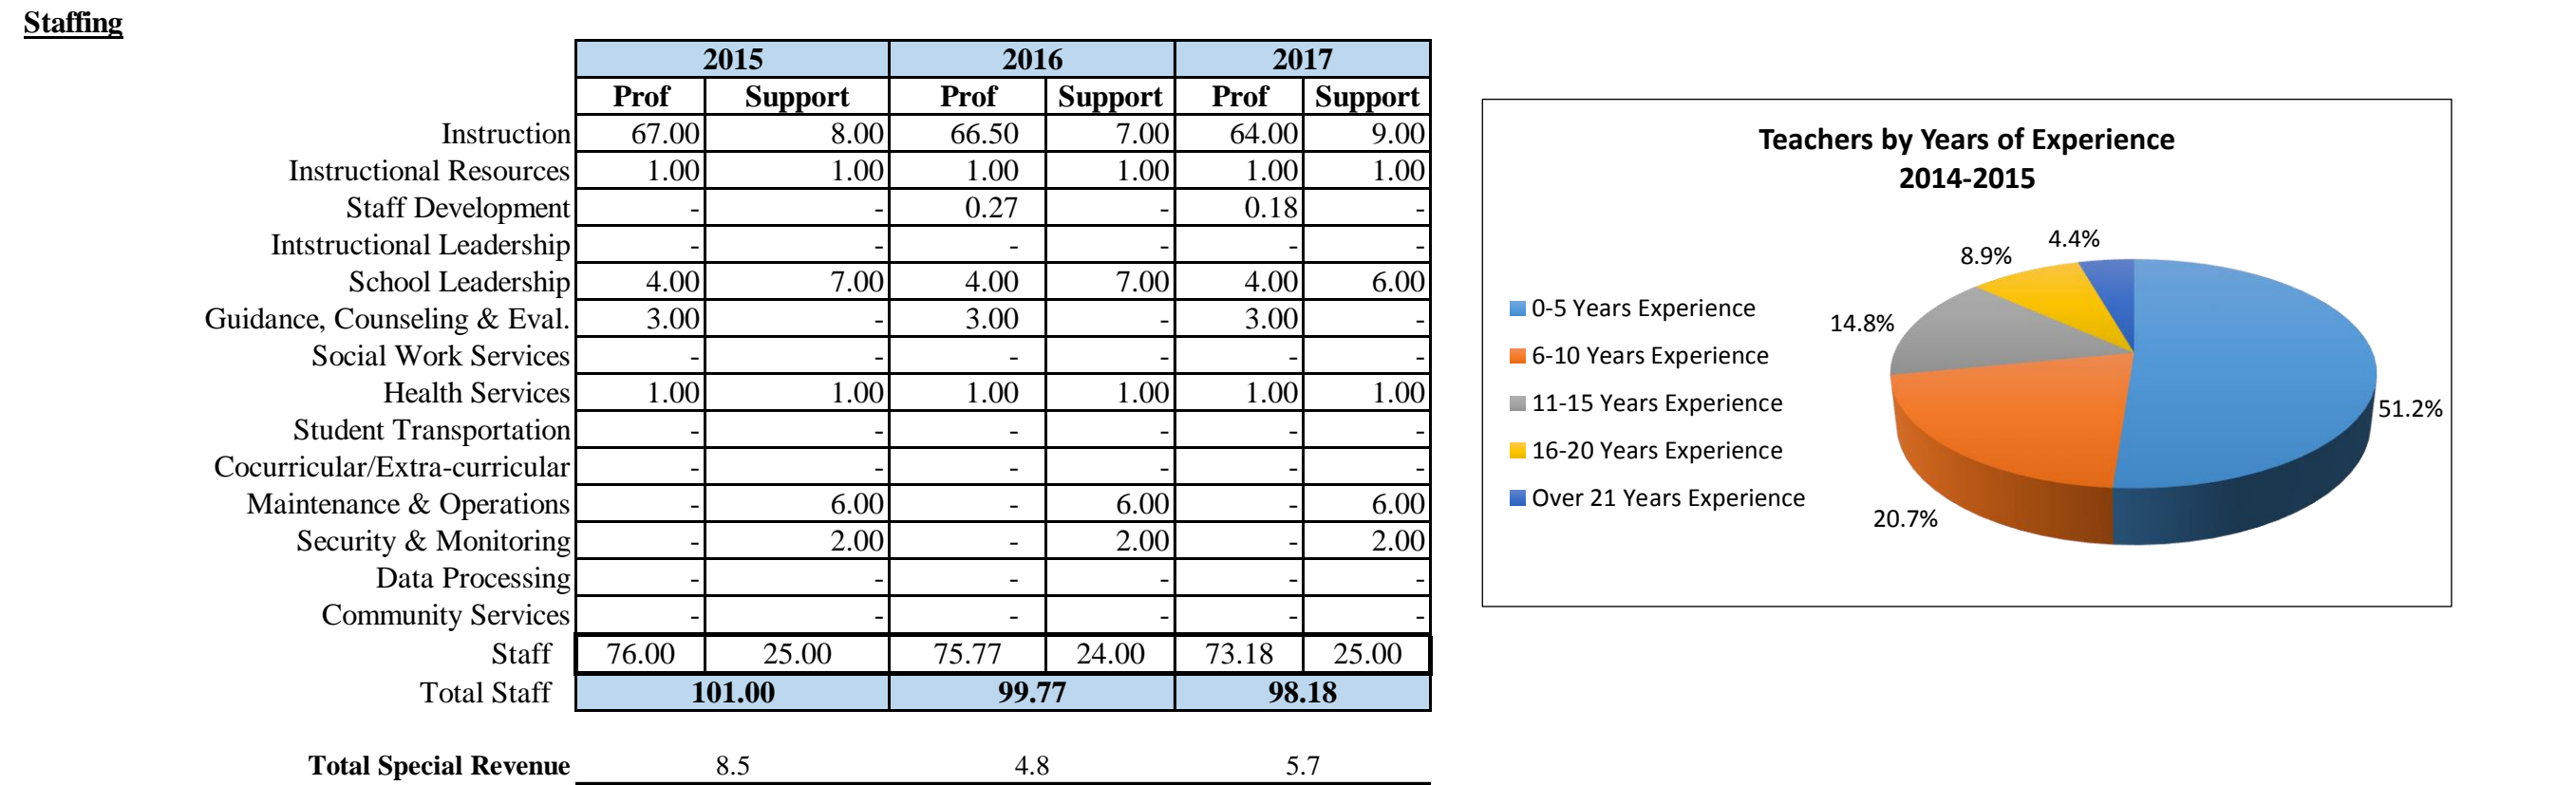 Staffing
2015 2016 2017
Prof Support Prof Support Prof Support
Instruction 67.00 8.00 66.50 7.00 64.00 9.00
Instructional Resources 1.00 1.00 1.00 1.00 1.00 1.00
Staff Development - - 0.27 - 0.18 -
Intstructional Leadership - - - - - -
School Leadership 4.00 7.00 4.00 7.00 4.00 6.00
Guidance, Counseling & Eval. 3.00 - 3.00 - 3.00 -
Social Work Services - - - - - -
Health Services 1.00 1.00 1.00 1.00 1.00 1.00
Student Transportation - - - - - -
Cocurricular/Extra-curricular - - - - - -
Maintenance & Operations - 6.00 - 6.00 - 6.00
Security & Monitoring - 2.00 - 2.00 - 2.00
Data Processing - - - - - -
Community Services - - - - - -
Staff 76.00 25.00 75.77 24.00 73.18 25.00
Total Staff 101.00 99.77 98.18
Total Special Revenue 8.5 4.8 5.7
Teachers by Years of Experience
2014-2015
0-5 Years Experience
6-10 Years Experience
11-15 Years Experience
16-20 Years Experience
Over 21 Years Experience
4.4%
8.9%
14.8%
51.2%
20.7%